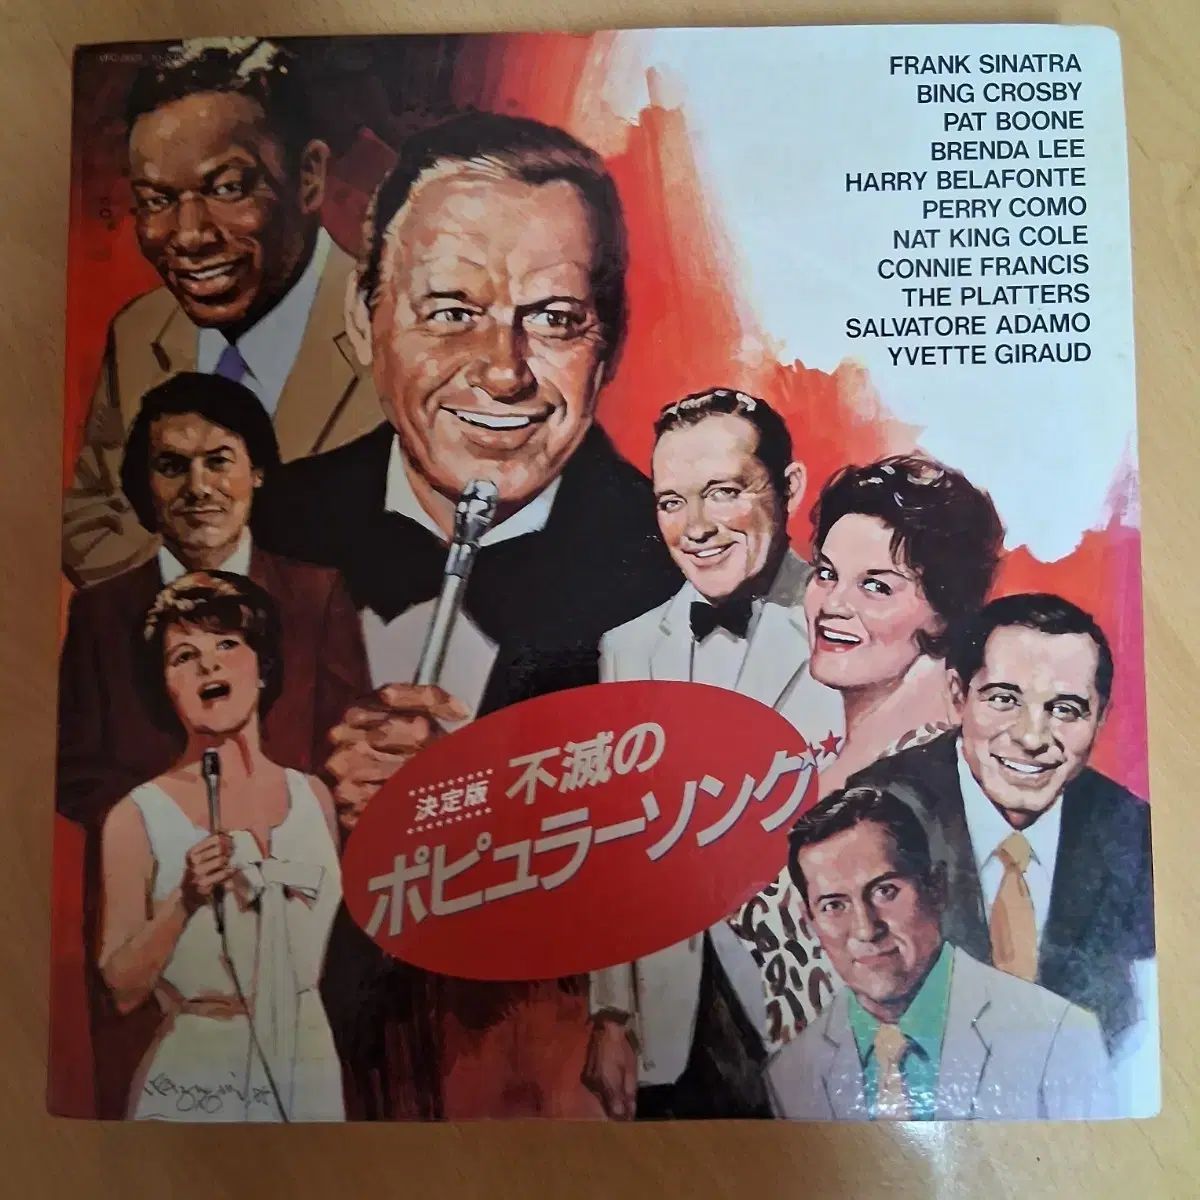 FRANK SINATRA
BING CROSBY
PAT BOONE
BRENDA LEE
HARRY BELAFONTE
PERRY COMO
NAT KING COLE
CONNIE FRANCIS
THE PLATTERS
SALVATORE ADAMO
YVETTE GIRAUD
決定版 不滅の
ポピュラーソング